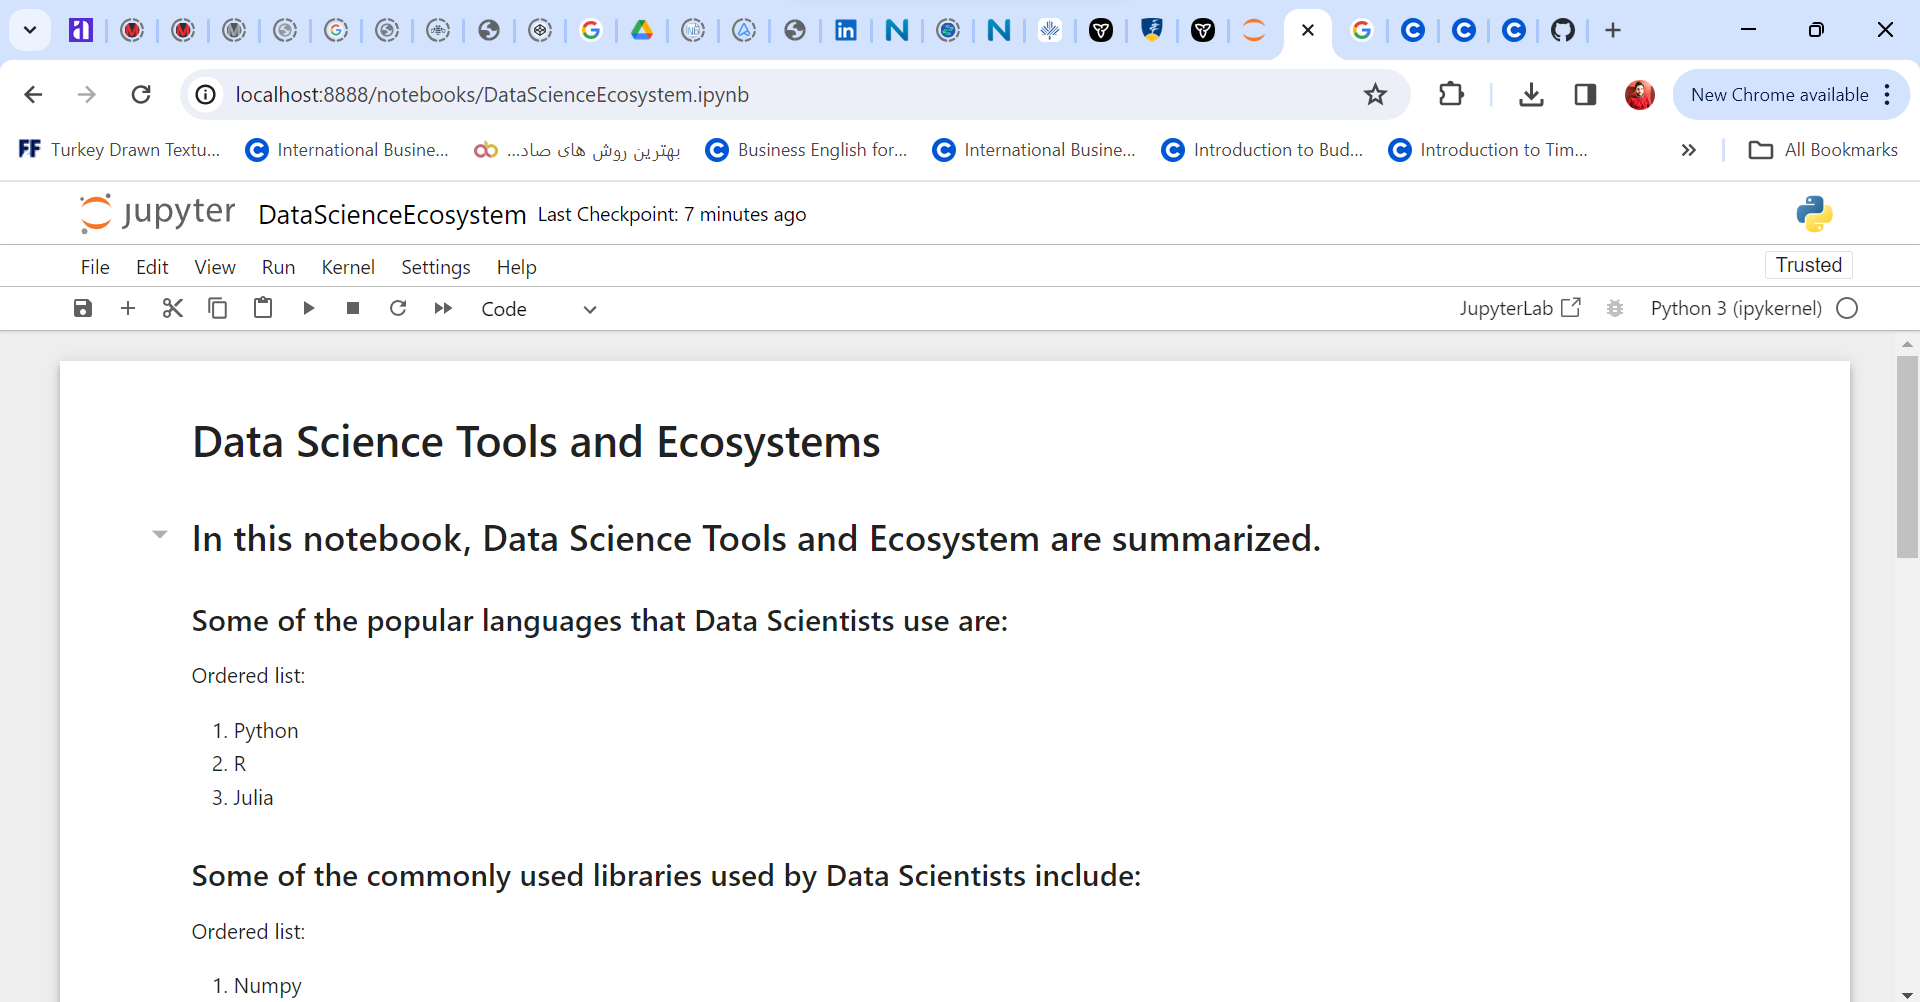 localhost:8888/notebooks/DataScienceEcosystem.ipynb
New Chrome available
Turkey Drawn Textu...
International Busine...
بهترین روش های صاد...
Business English for...
International Busine...
Introduction to Bud...
Introduction to Tim...
All Bookmarks
jupyter DataScienceEcosystem Last Checkpoint: 7 minutes ago
File Edit View Run Kernel Settings Help
Trusted
Code
JupyterLab
Python 3 (ipykernel)
Data Science Tools and Ecosystems
In this notebook, Data Science Tools and Ecosystem are summarized.
Some of the popular languages that Data Scientists use are:
Ordered list:
1. Python
2. R
3. Julia
Some of the commonly used libraries used by Data Scientists include:
Ordered list:
1. Numpy